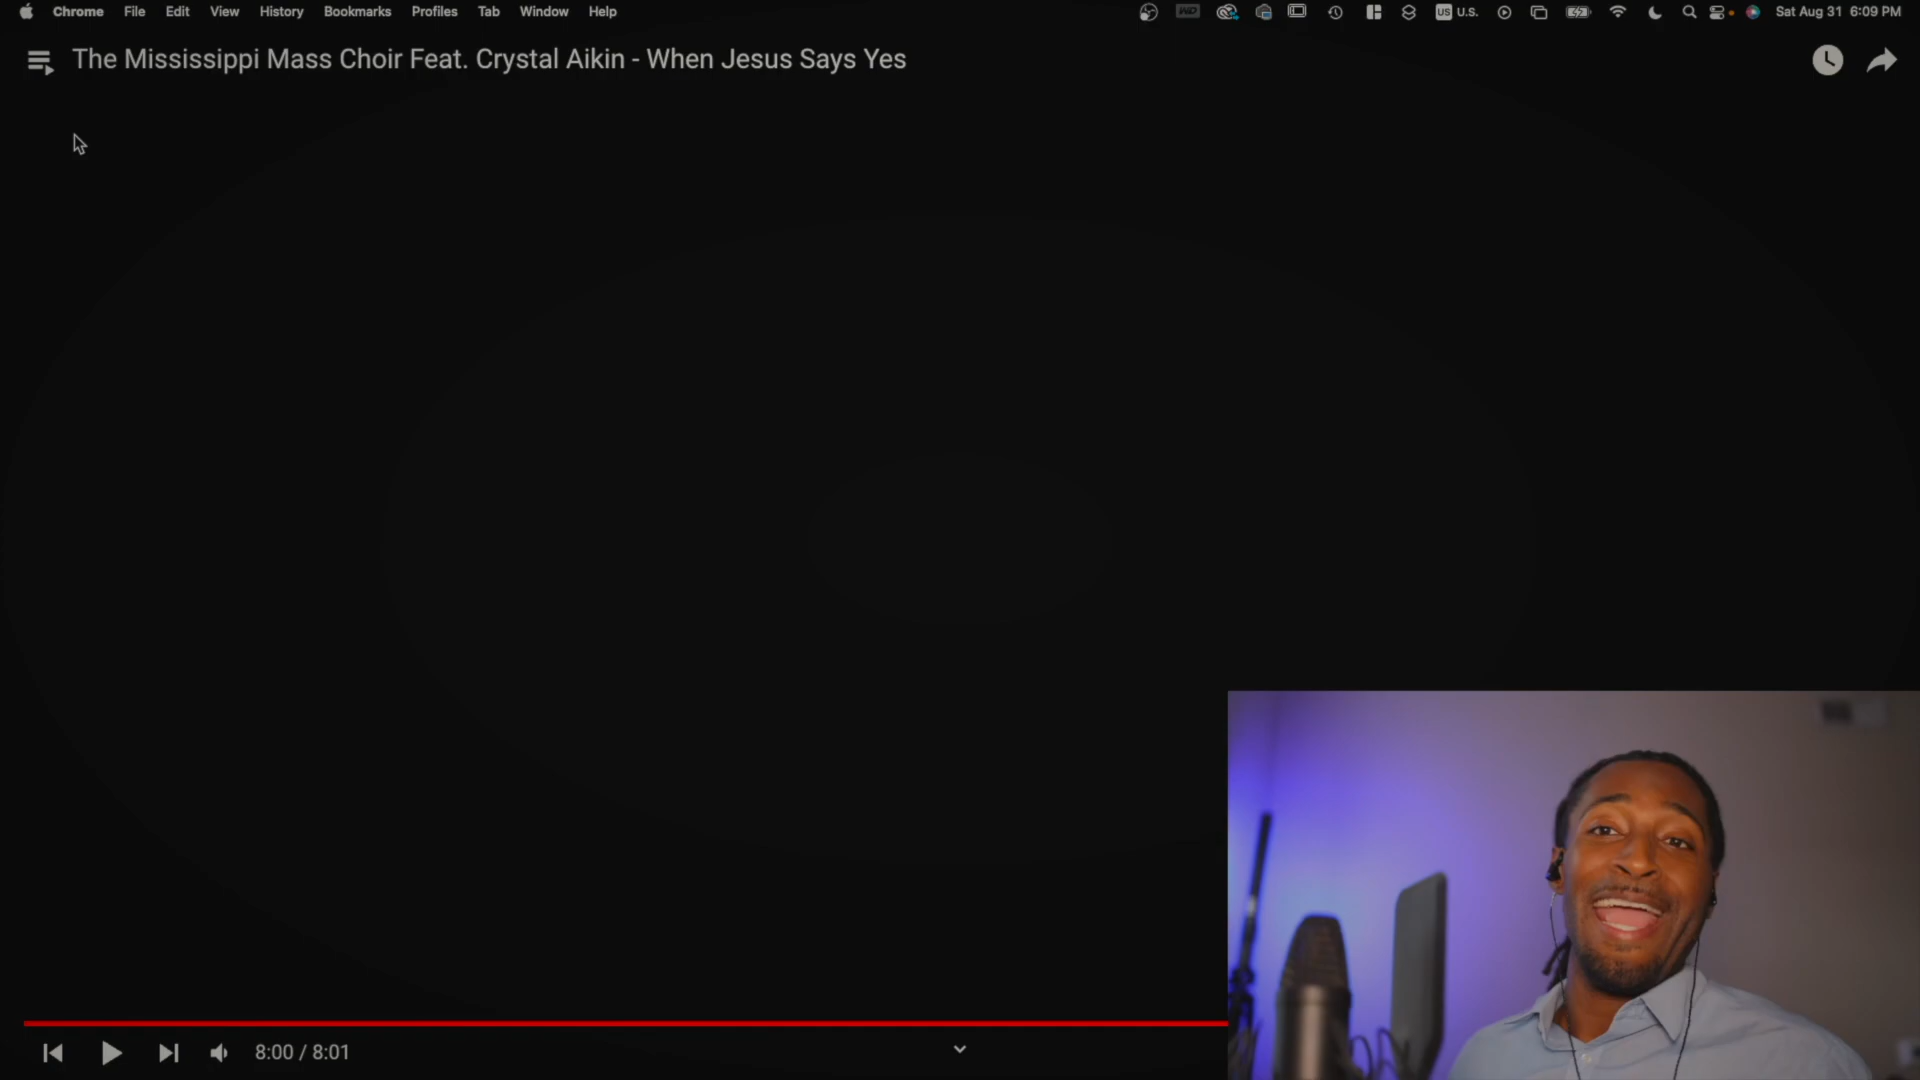 Chrome File Edit View History Bookmarks Profiles Tab Window Help US U.S. Sat Aug 31 6:09 PM
The Mississippi Mass Choir Feat. Crystal Aikin - When Jesus Says Yes
8:00 / 8:01